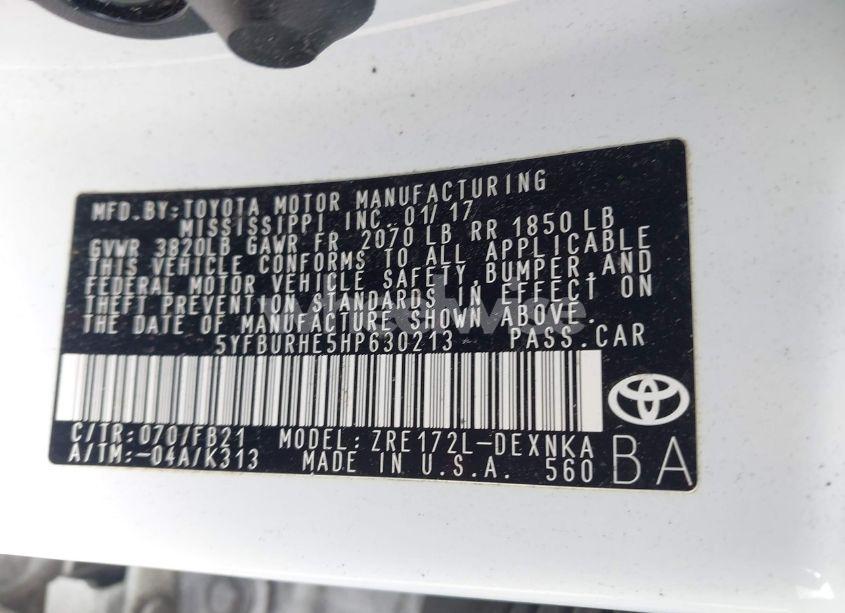 MFD.BY:TOYOTA MOTOR MANUFACTURING
MISSISSIPPI INC. 01/17
GVWR 3820LB GAWR FR 2070 LB RR 1850 LB
THIS VEHICLE CONFORMS TO ALL APPLICABLE
FEDERAL MOTOR VEHICLE SAFETY, BUMPER, AND
THEFT PREVENTION STANDARDS IN EFFECT ON
THE DATE OF MANUFACTURE SHOWN ABOVE.
5YFBURHE5HP630213 PASS.CAR
C/TR:070/FB21 MODEL:ZRE172L-DEXNKA
A/TM:-04A/K313 MADE IN U.S.A. 560 BA